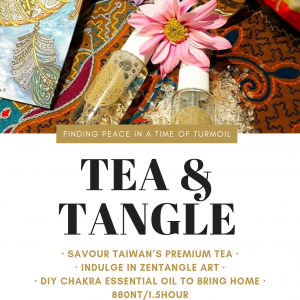 FINDING PEACE IN A TIME OF TURMOIL
TEA &
TANGLE
· SAVOUR TAIWAN'S PREMIUM TEA ·
· INDULGE IN ZENTANGLE ART ·
· DIY CHAKRA ESSENTIAL OIL TO BRING HOME ·
880NT/1.5HOUR